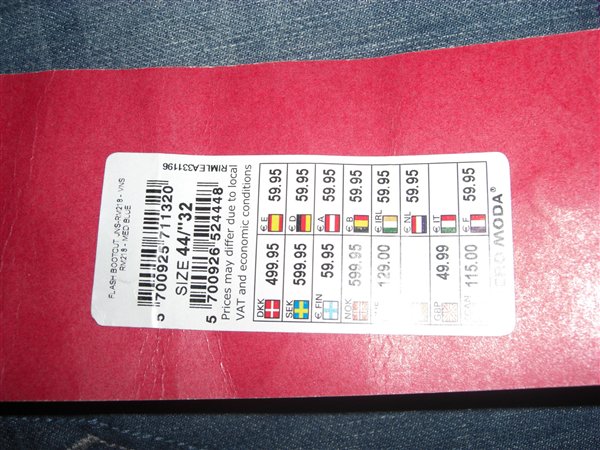 FLASH BOOTCUT JNS-RM218 - VNS
RM218 - MED BLUE
5 700925 711320
SIZE 44/"32
5 700926 524448
RIMLEA331196
Prices may differ due to local
VAT and economic conditions
DKK 499.95 € E 59.95
SEK 599.95 € D 59.95
€ FIN 59.95 € A 59.95
NOK 599.95 € B 59.95
129.00 € IRL 59.95
€ NL 59.95
GBP 49.99 € IT
115.00 € F 59.95
MODA®